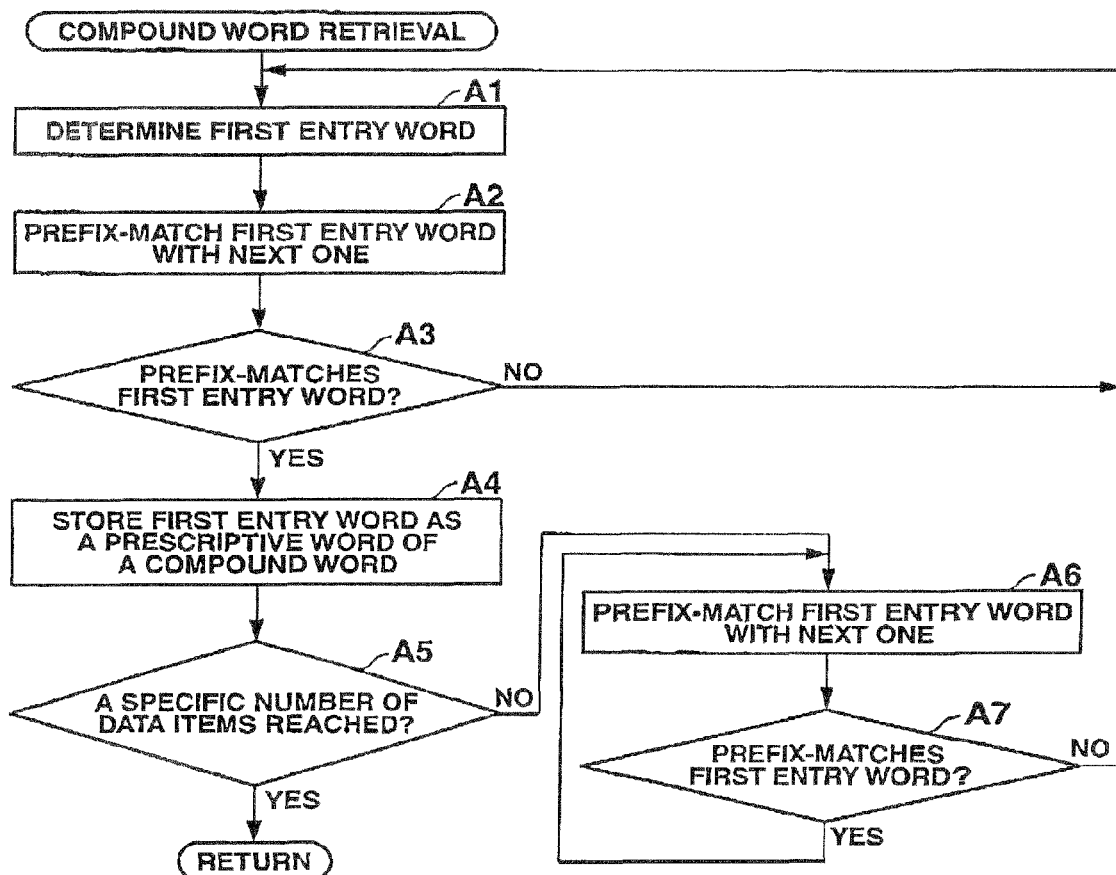 COMPOUND WORD RETRIEVAL
A1
DETERMINE FIRST ENTRY WORD
A2
PREFIX-MATCH FIRST ENTRY WORD
WITH NEXT ONE
A3
PREFIX-MATCHES
FIRST ENTRY WORD?
NO
YES
A4
STORE FIRST ENTRY WORD AS
A PRESCRIPTIVE WORD OF
A COMPOUND WORD
A5
A SPECIFIC NUMBER OF
DATA ITEMS REACHED?
NO
YES
RETURN
A6
PREFIX-MATCH FIRST ENTRY WORD
WITH NEXT ONE
A7
PREFIX-MATCHES
FIRST ENTRY WORD?
NO
YES